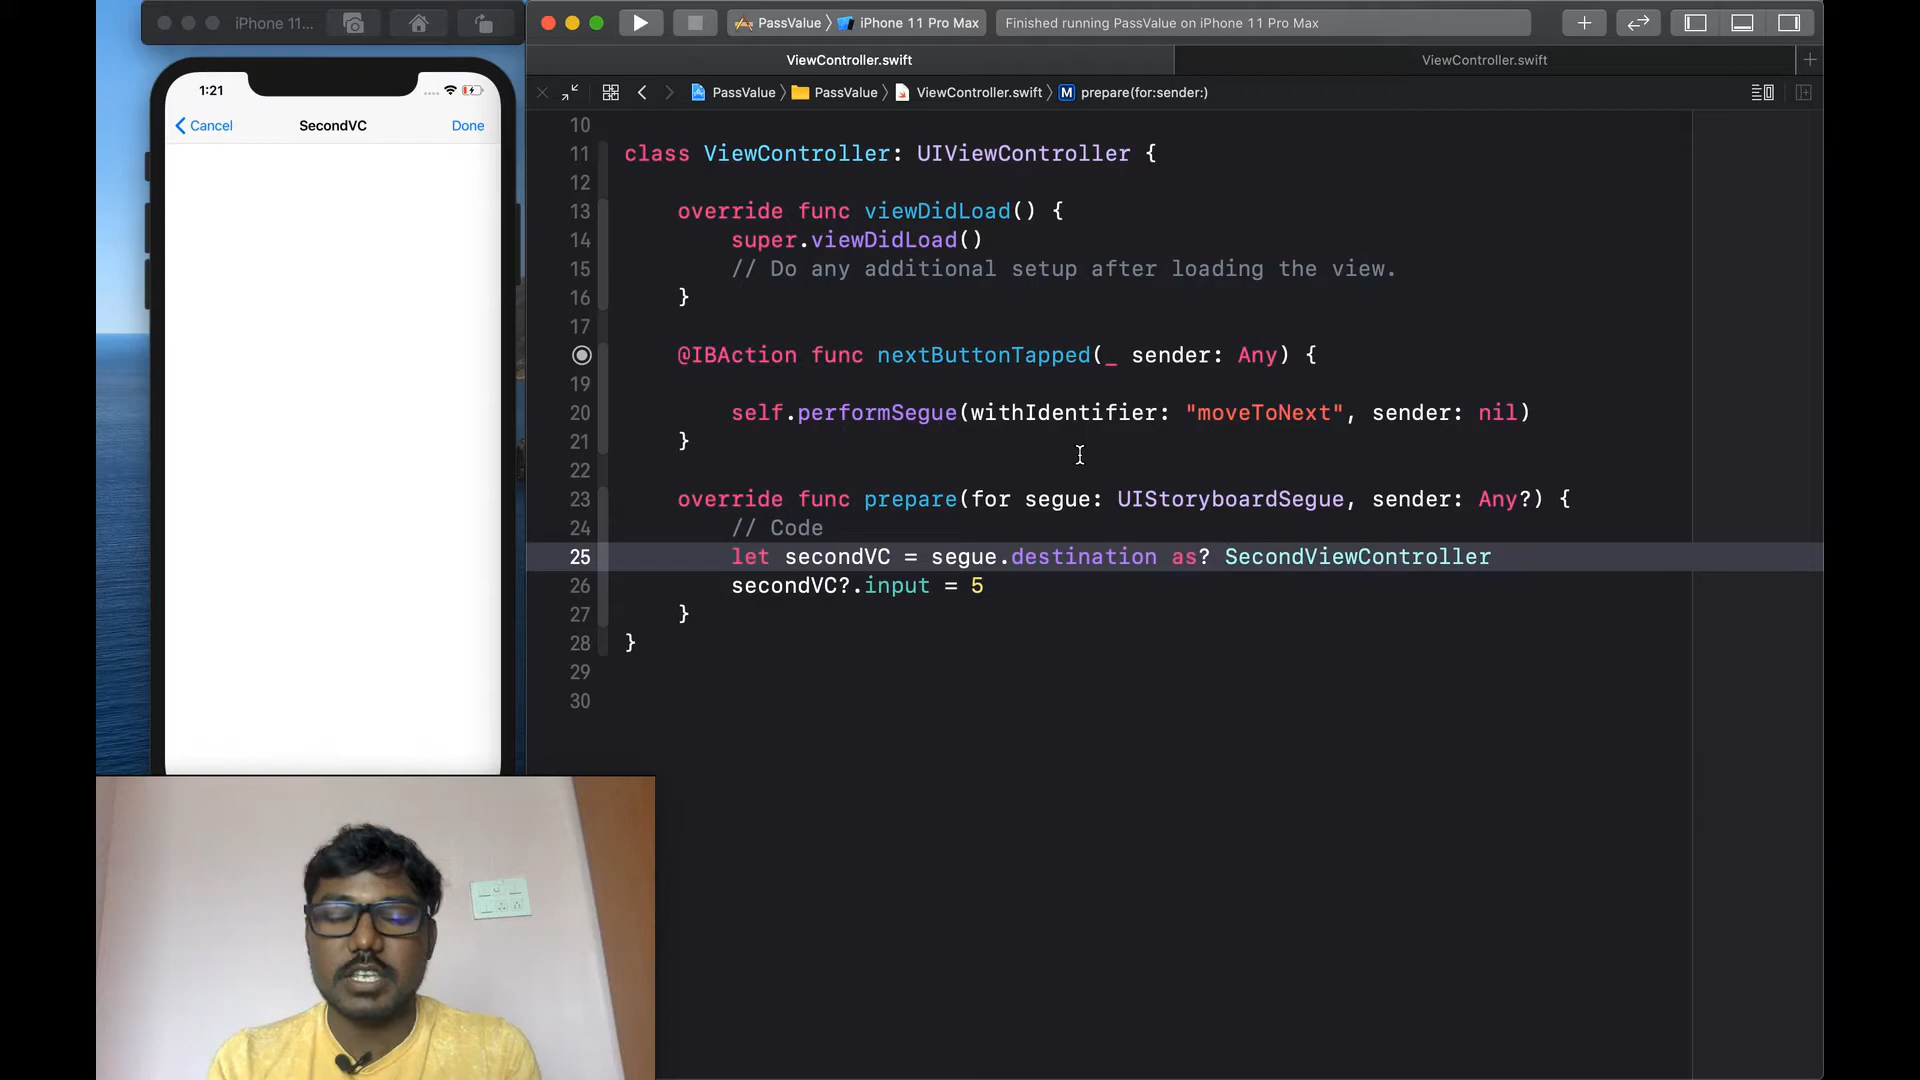 iPhone 11...
PassValue iPhone 11 Pro Max
Finished running PassValue on iPhone 11 Pro Max
ViewController.swift
ViewController.swift
PassValue PassValue ViewController.swift M prepare(for:sender:)
1:21
Cancel SecondVC Done
10
11 class ViewController: UIViewController {
12
13 override func viewDidLoad() {
14 super.viewDidLoad()
15 // Do any additional setup after loading the view.
16 }
17
@IBAction func nextButtonTapped(_ sender: Any) {
19
20 self.performSegue(withIdentifier: "moveToNext", sender: nil)
21 }
22
23 override func prepare(for segue: UIStoryboardSegue, sender: Any?) {
24 // Code
25 let secondVC = segue.destination as? SecondViewController
26 secondVC?.input = 5
27 }
28 }
29
30